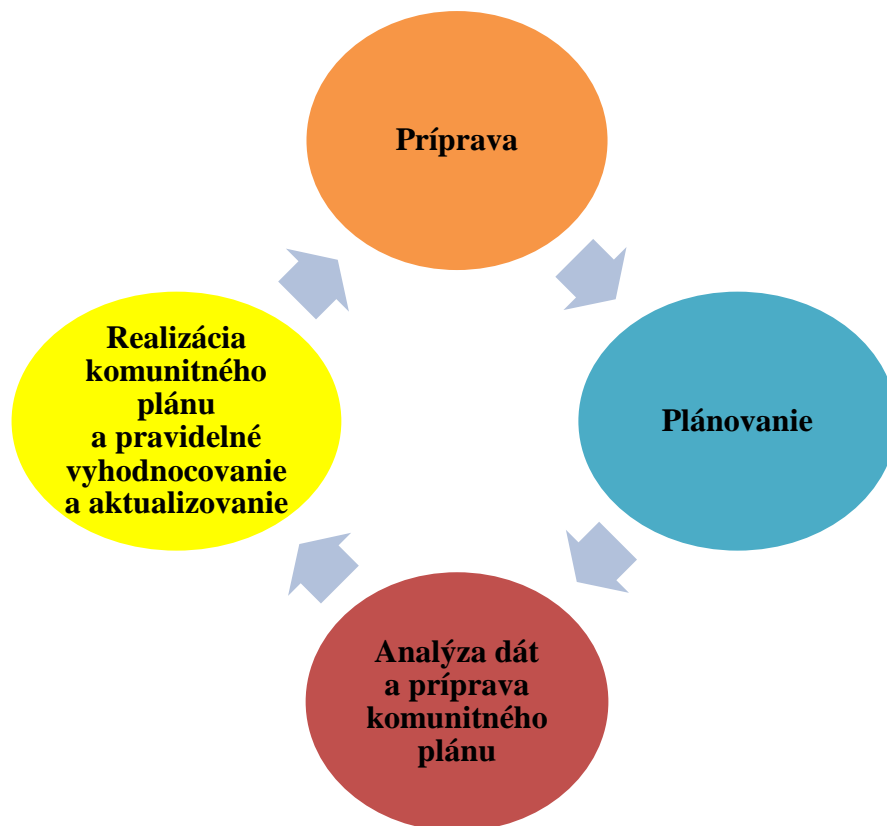 Príprava
Plánovanie
Analýza dát
a príprava
komunitného
plánu
Realizácia
komunitného
plánu
a pravidelné
vyhodnocovanie
a aktualizovanie